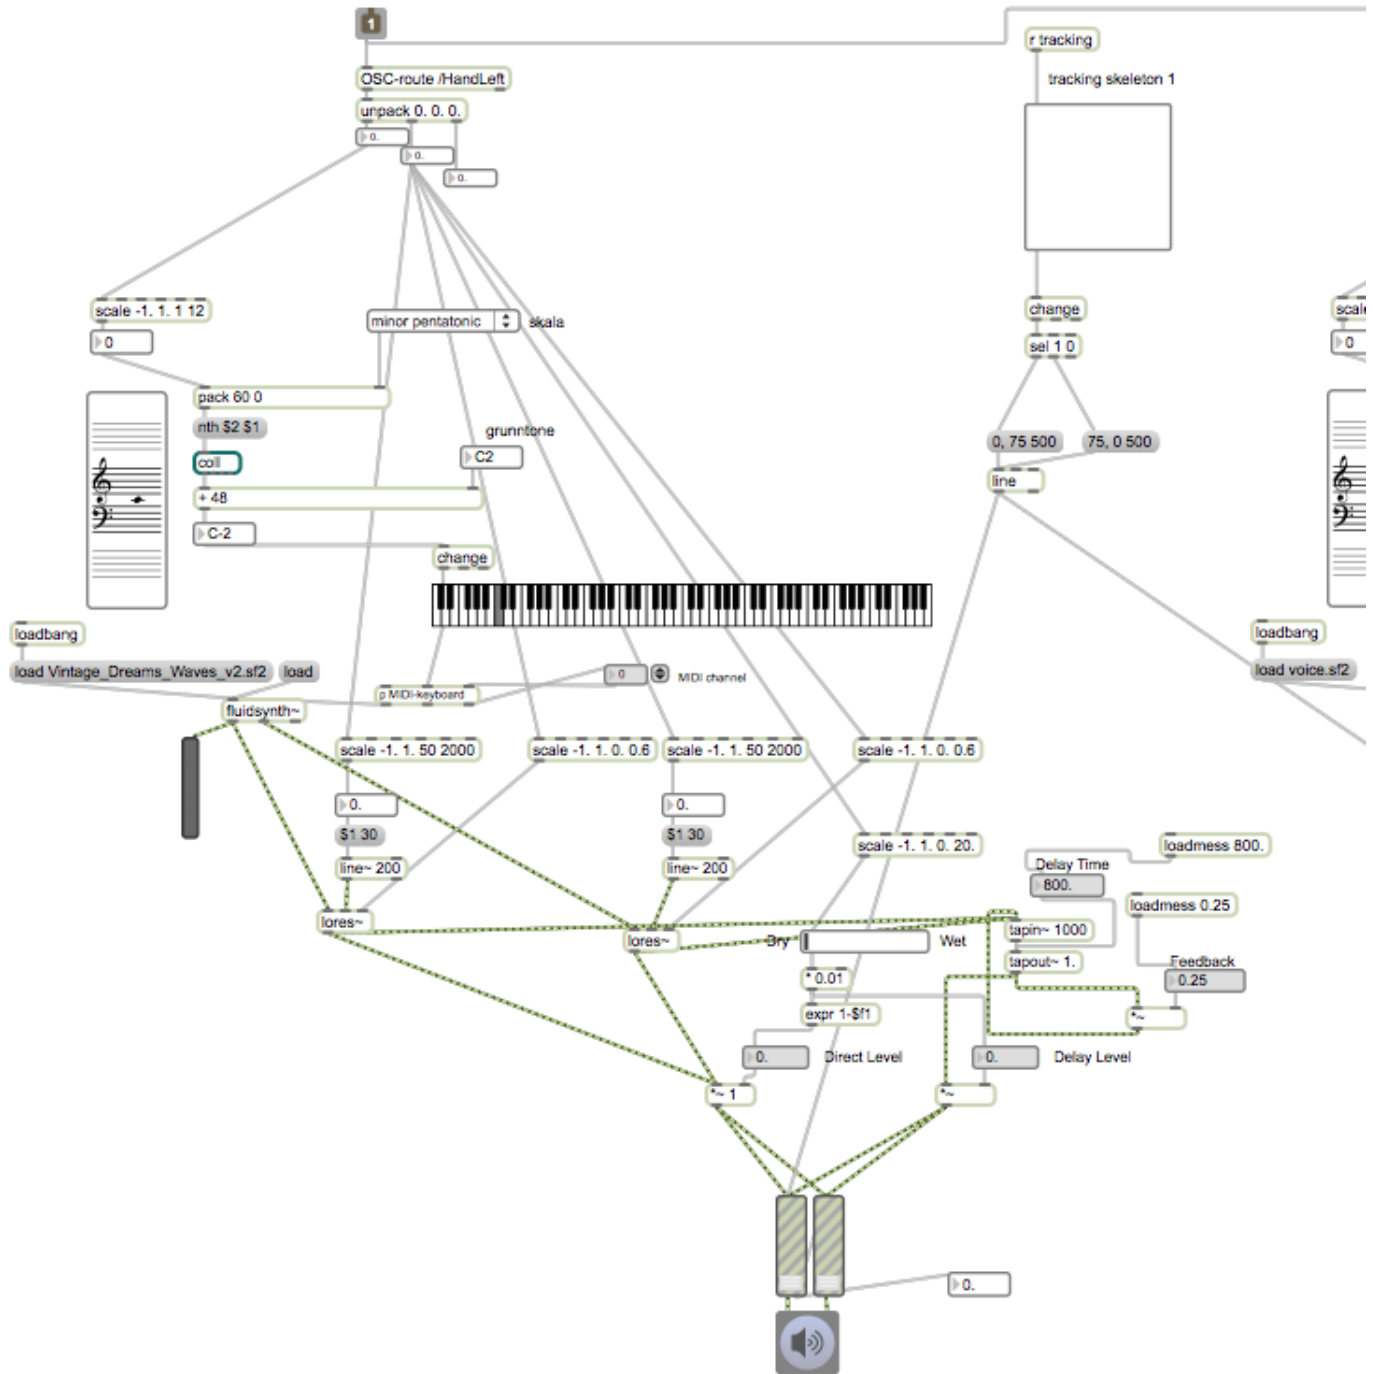 1
r tracking
OSC-route /HandLeft
tracking skeleton 1
unpack 0. 0. 0.
0.
0.
0.
scale -1. 1. 1 12
change
scale
minor pentatonic
skala
0
sel 1 0
0
pack 60 0
nth $2 $1
grunntone
coll
C2
0, 75 500
75, 0 500
+ 48
line
C-2
change
loadbang
loadbang
load Vintage_Dreams_Waves_v2.sf2
load
0
MIDI channel
load voice.sf2
p MIDI-keyboard
fluidsynth~
scale -1. 1. 50 2000
scale -1. 1. 0. 0.6
scale -1. 1. 50 2000
scale -1. 1. 0. 0.6
0.
0.
$1 30
$1 30
scale -1. 1. 0. 20.
loadmess 800.
line~ 200
line~ 200
Delay Time
800.
loadmess 0.25
lores~
lores~
Dry
Wet
tapin~ 1000
tapout~ 1.
Feedback
* 0.01
0.25
expr 1-$f1
*~
0.
Direct Level
0.
Delay Level
*~ 1
*~
0.